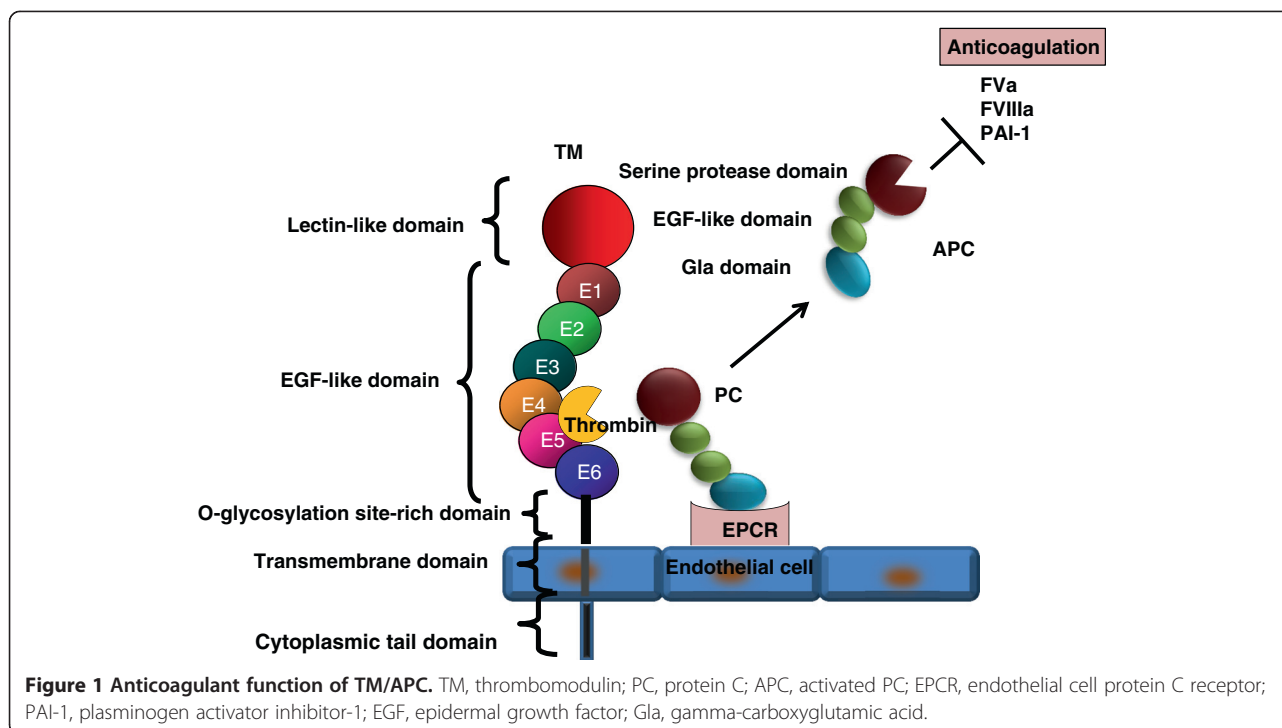 Anticoagulation
FVa
FVIIIa
PAI-1
TM
Serine protease domain
Lectin-like domain
EGF-like domain
APC
Gla domain
E1
E2
E3
EGF-like domain
E4
PC
Thrombin
E5
E6
O-glycosylation site-rich domain
EPCR
Transmembrane domain
Endothelial cell
Cytoplasmic tail domain
Figure 1 Anticoagulant function of TM/APC. TM, thrombomodulin; PC, protein C; APC, activated PC; EPCR, endothelial cell protein C receptor;
PAI-1, plasminogen activator inhibitor-1; EGF, epidermal growth factor; Gla, gamma-carboxyglutamic acid.